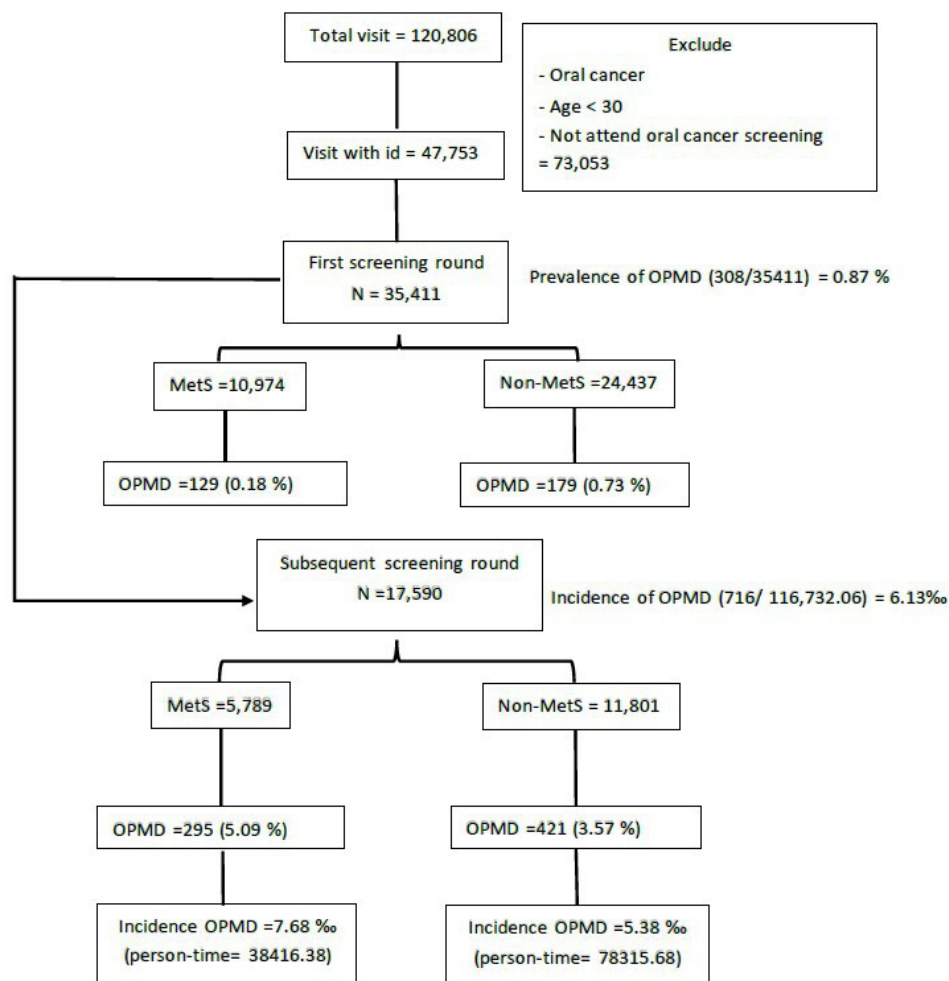 Total visit = 120,806
Exclude
- Oral cancer
- Age < 30
- Not attend oral cancer screening
= 73,053
Visit with id = 47,753
First screening round
N = 35,411
Prevalence of OPMD (308/35411) = 0.87 %
MetS =10,974
Non-MetS =24,437
OPMD =129 (0.18 %)
OPMD =179 (0.73 %)
Subsequent screening round
N =17,590
Incidence of OPMD (716/ 116,732.06) = 6.13‰
MetS =5,789
Non-MetS = 11,801
OPMD =295 (5.09 %)
OPMD =421 (3.57 %)
Incidence OPMD =7.68 ‰
(person-time= 38416.38)
Incidence OPMD =5.38 ‰
(person-time= 78315.68)